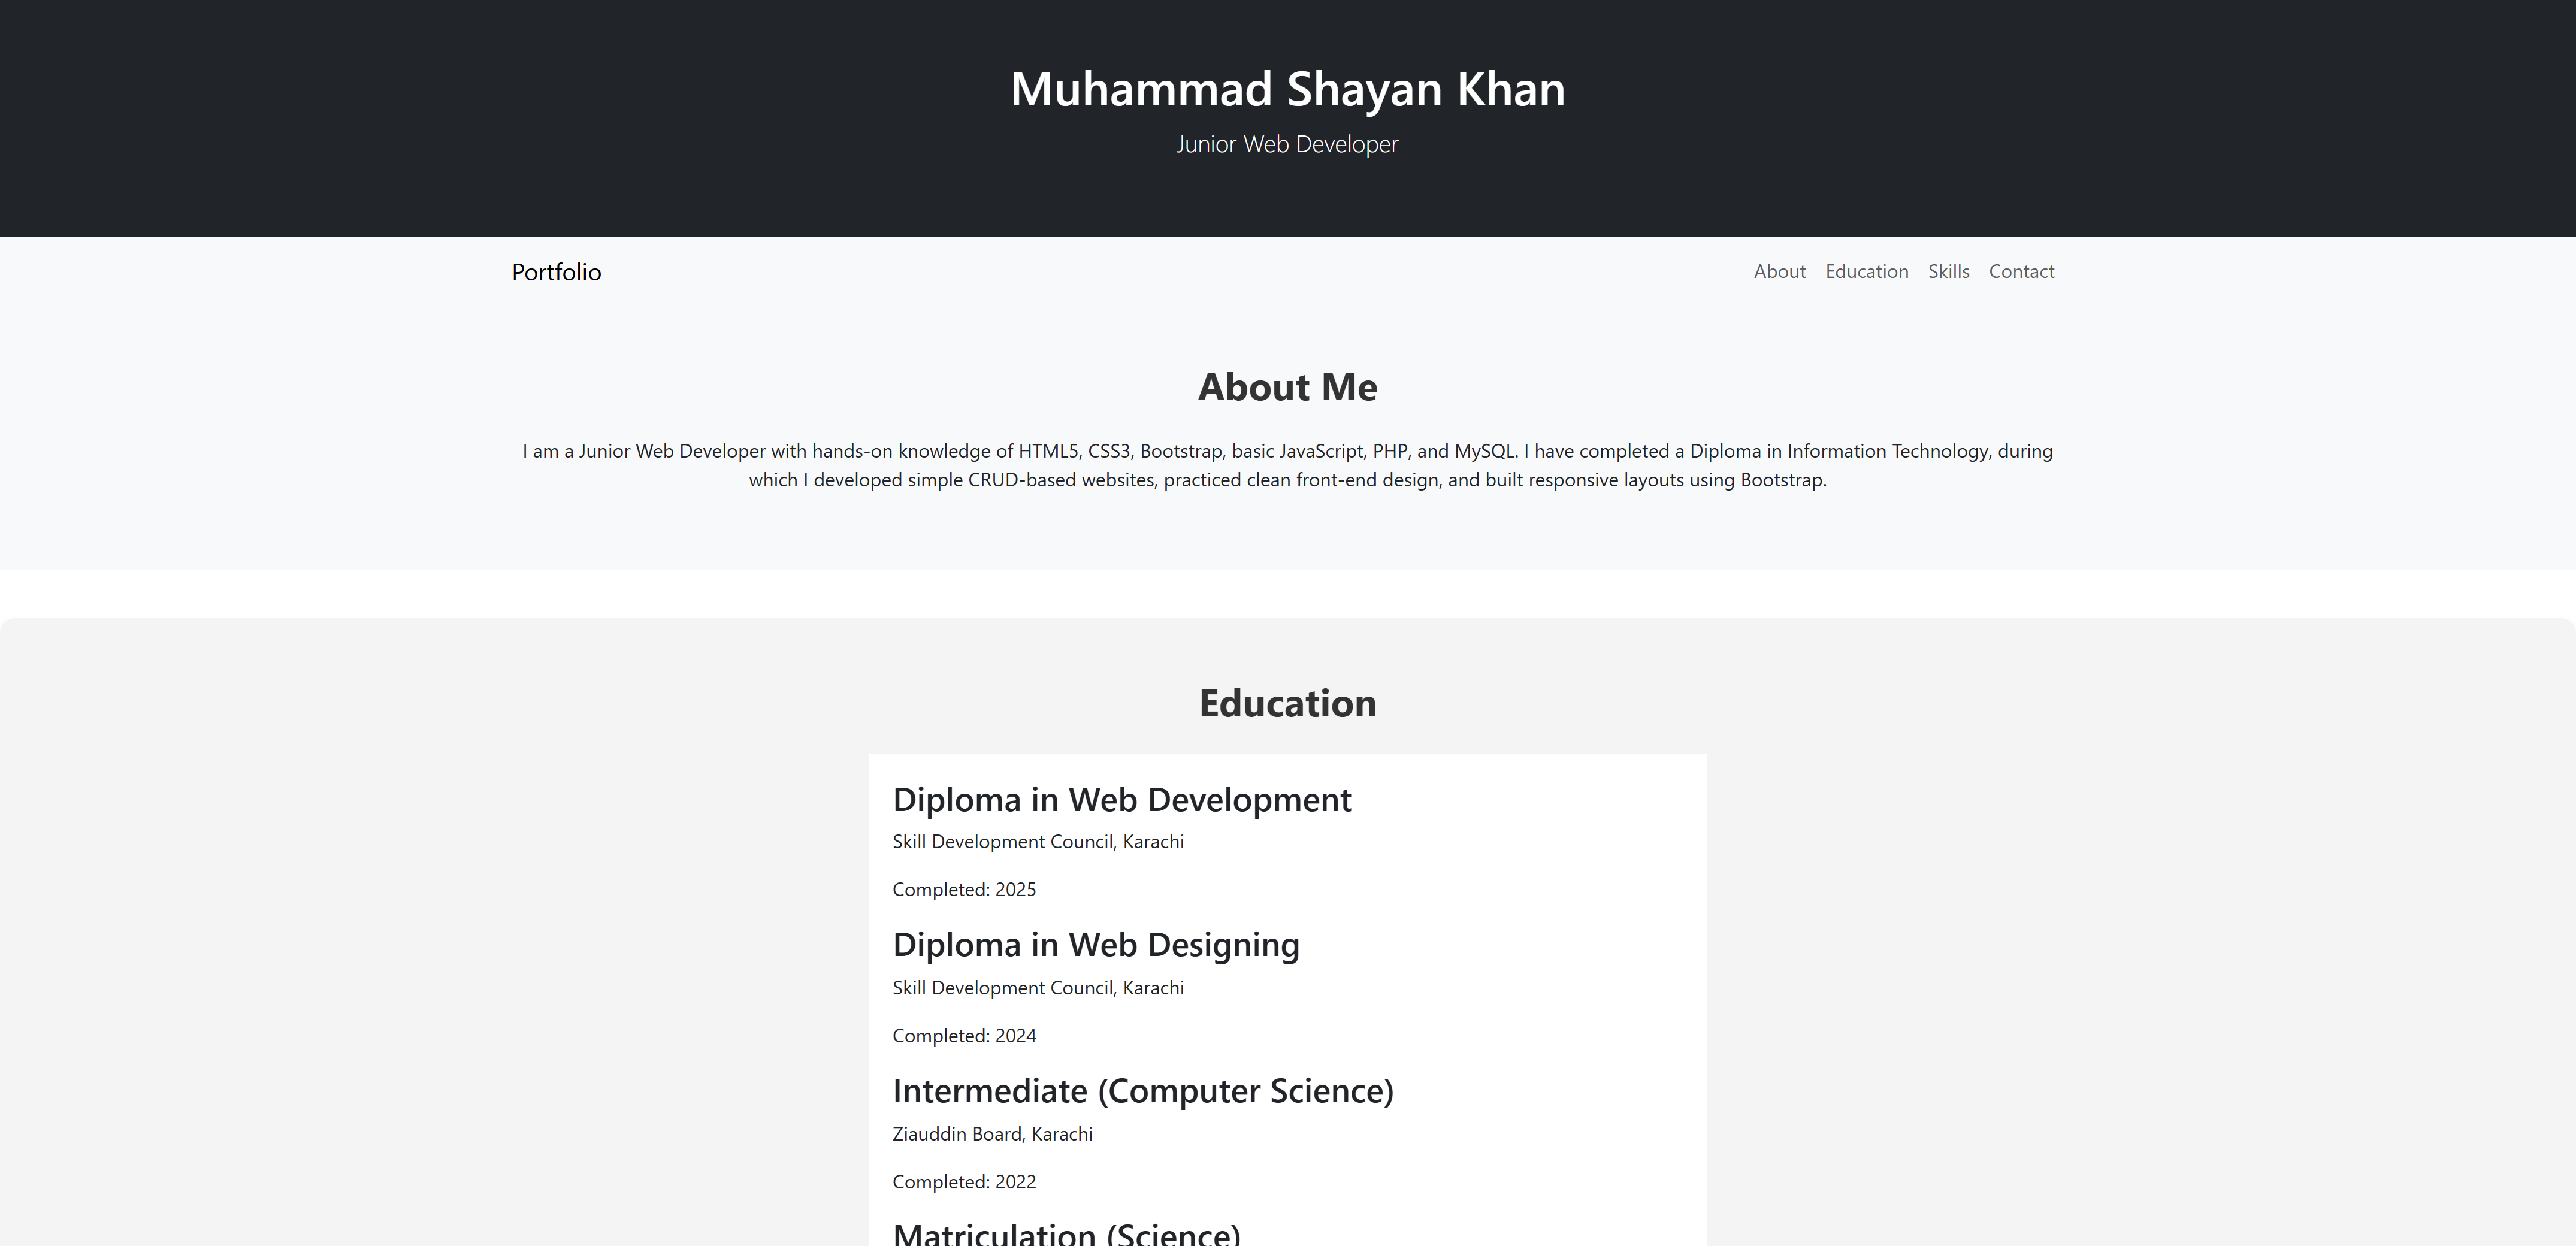 Muhammad Shayan Khan
Junior Web Developer
Portfolio
About Education Skills Contact
About Me
I am a Junior Web Developer with hands-on knowledge of HTML5, CSS3, Bootstrap, basic JavaScript, PHP, and MySQL. I have completed a Diploma in Information Technology, during
which I developed simple CRUD-based websites, practiced clean front-end design, and built responsive layouts using Bootstrap.
Education
Diploma in Web Development
Skill Development Council, Karachi
Completed: 2025
Diploma in Web Designing
Skill Development Council, Karachi
Completed: 2024
Intermediate (Computer Science)
Ziauddin Board, Karachi
Completed: 2022
Matriculation (Science)